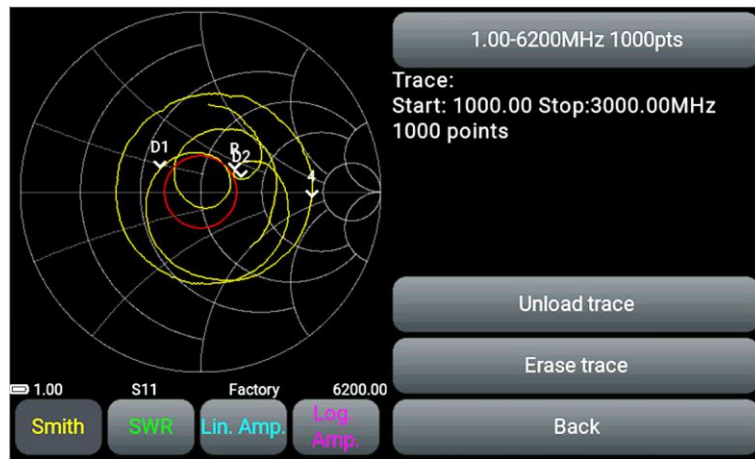 1.00-6200MHz 1000pts
Trace:
Start: 1000.00 Stop:3000.00MHz
1000 points
D1
R
D2
4
Unload trace
Erase trace
1.00 S11 Factory 6200.00
Smith
SWR
Lin. Amp.
Log.
Amp.
Back